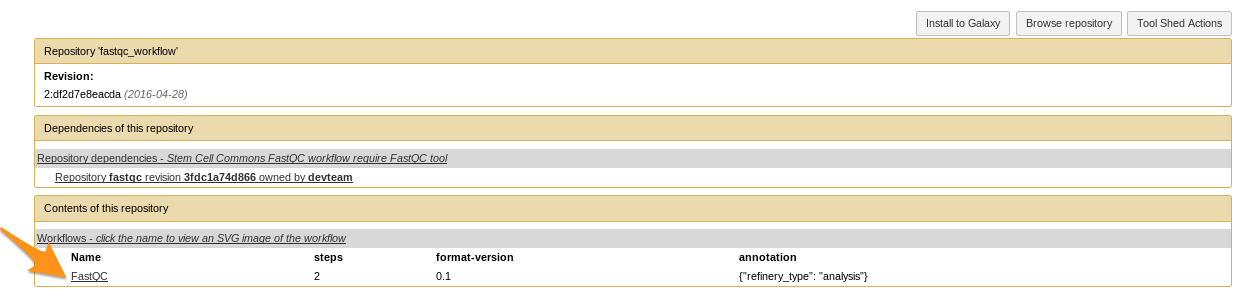 Install to Galaxy Browse repository Tool Shed Actions
Repository 'fastqc_workflow'
Revision:
2:df2d7e8eacda (2016-04-28)
Dependencies of this repository
Repository dependencies - Stem Cell Commons FastQC workflow require FastQC tool
Repository fastqc revision 3fdc1a74d866 owned by devteam
Contents of this repository
Workflows - click the name to view an SVG image of the workflow
Name steps format-version annotation
FastQC 2 0.1 {"refinery_type": "analysis"}